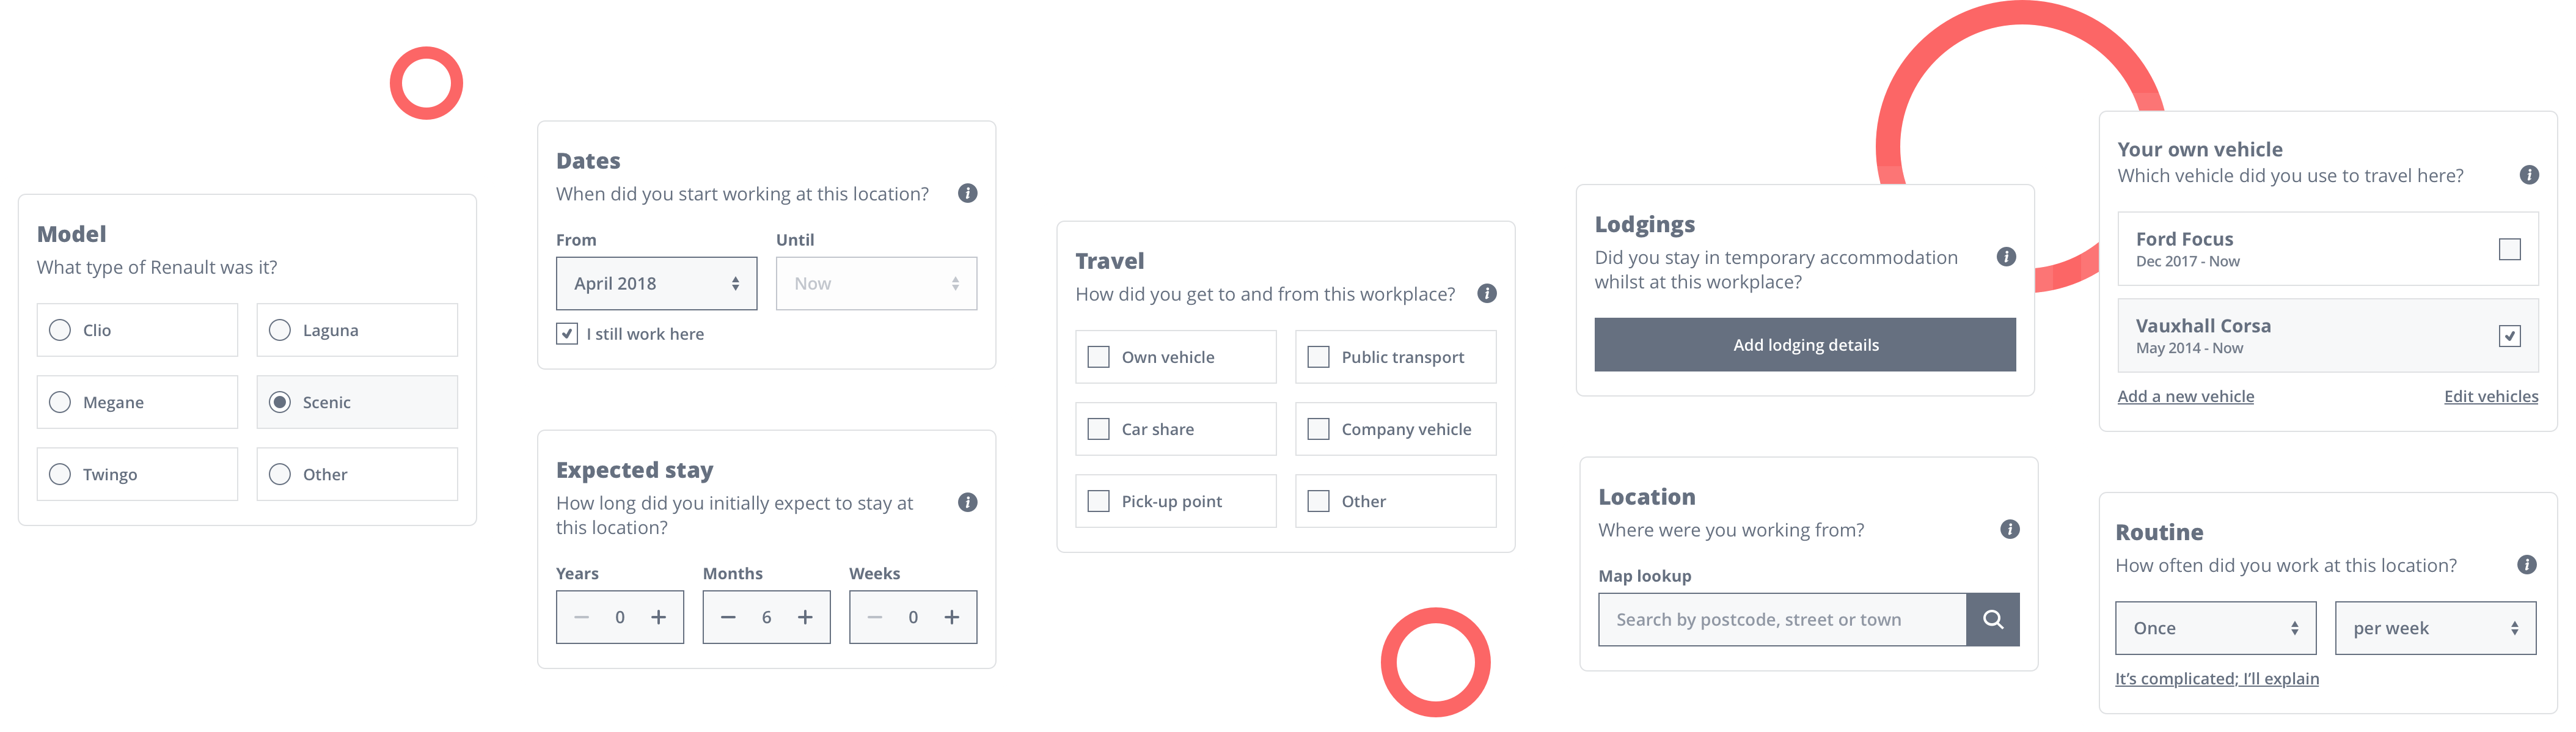 Model
What type of Renault was it?
Clio
Laguna
Megane
Scenic
Twingo
Other
Dates
When did you start working at this location?
From
Until
April 2018
Now
I still work here
Expected stay
How long did you initially expect to stay at
this location?
Years
Months
Weeks
0
6
0
Travel
How did you get to and from this workplace?
Own vehicle
Public transport
Car share
Company vehicle
Pick-up point
Other
Lodgings
Did you stay in temporary accommodation
whilst at this workplace?
Add lodging details
Location
Where were you working from?
Map lookup
Search by postcode, street or town
Your own vehicle
Which vehicle did you use to travel here?
Ford Focus
Dec 2017 - Now
Vauxhall Corsa
May 2014 - Now
Add a new vehicle
Edit vehicles
Routine
How often did you work at this location?
Once
per week
It’s complicated; I’ll explain